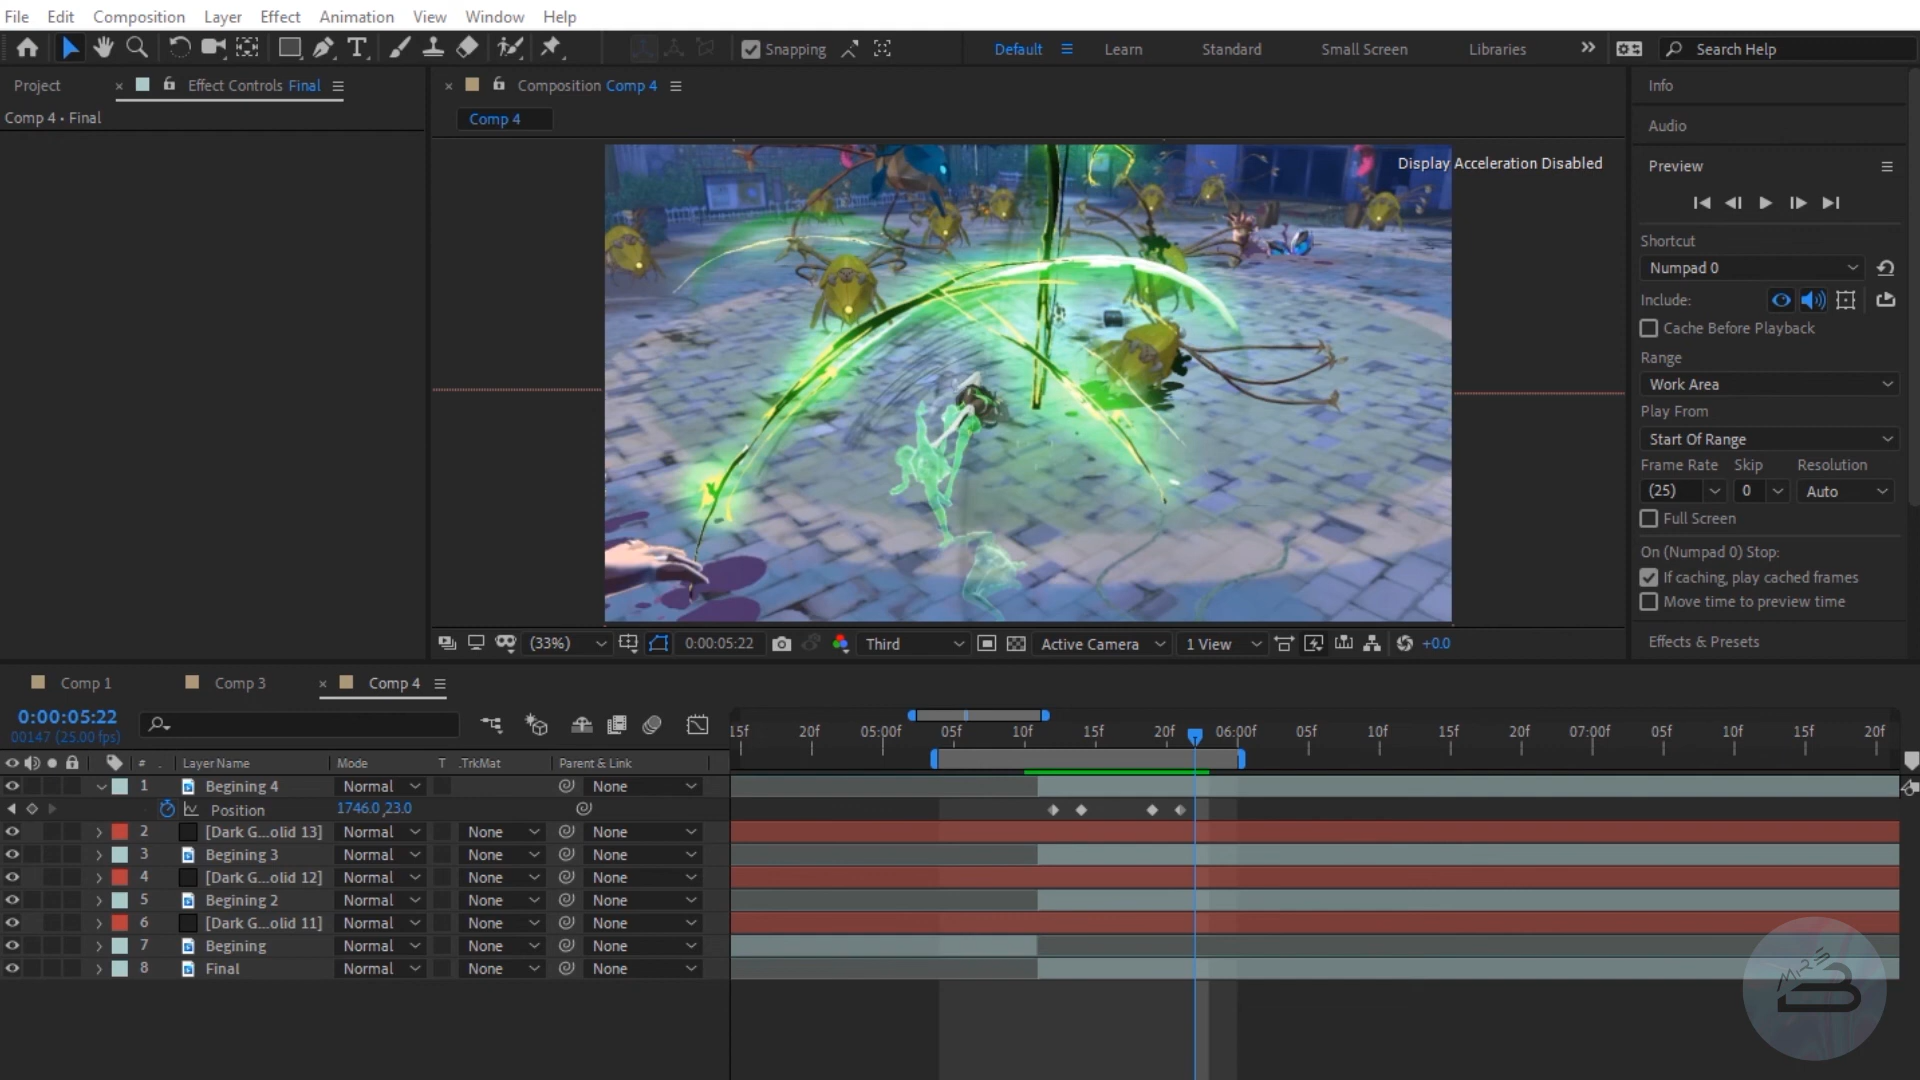 File Edit Composition Layer Effect Animation View Window Help
Snapping Default Learn Standard Small Screen Libraries Search Help
Project Effect Controls Final Composition Comp 4 Info
Comp 4 • Final Comp 4 Audio
Display Acceleration Disabled Preview
Shortcut
Numpad 0
Include:
Cache Before Playback
Range
Work Area
Play From
Start Of Range
Frame Rate Skip Resolution
(25) 0 Auto
Full Screen
On (Numpad 0) Stop:
If caching, play cached frames
Move time to preview time
(33%) 0:00:05:22 Third Active Camera 1 View +0.0 Effects & Presets
Comp 1 Comp 3 Comp 4
0:00:05:22
00147 (25.00 fps) 15f 20f 05:00f 05f 10f 15f 20f 06:00f 05f 10f 15f 20f 07:00f 05f 10f 15f 20f
# Layer Name Mode T .TrkMat Parent & Link
1 Begining 4 Normal None
Position 1746.0,23.0
2 [Dark G...olid 13] Normal None None
3 Begining 3 Normal None None
4 [Dark G...olid 12] Normal None None
5 Begining 2 Normal None None
6 [Dark G...olid 11] Normal None None
7 Begining Normal None None
8 Final Normal None None
MIRS
B